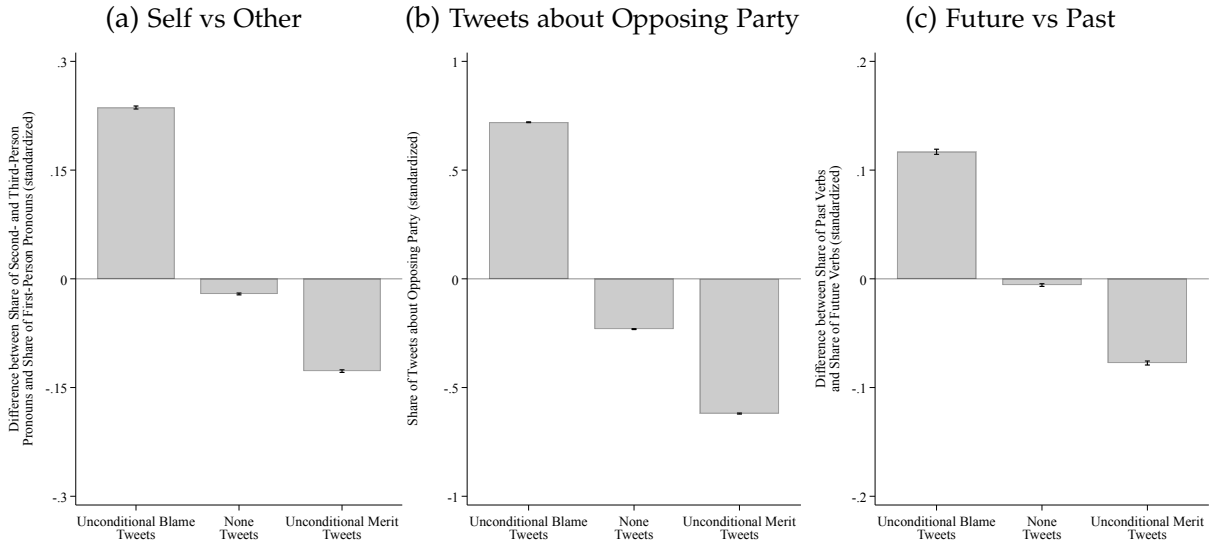 (a) Self vs Other
Difference between Share of Second- and Third-Person
Pronouns and Share of First-Person Pronouns (standardized)
.3
.15
0
-.15
-.3
Unconditional Blame
Tweets
None
Tweets
Unconditional Merit
Tweets
(b) Tweets about Opposing Party
Share of Tweets about Opposing Party (standardized)
1
.5
0
-.5
-1
Unconditional Blame
Tweets
None
Tweets
Unconditional Merit
Tweets
(c) Future vs Past
Difference between Share of Past Verbs
and Share of Future Verbs (standardized)
.2
.1
0
-.1
-.2
Unconditional Blame
Tweets
None
Tweets
Unconditional Merit
Tweets